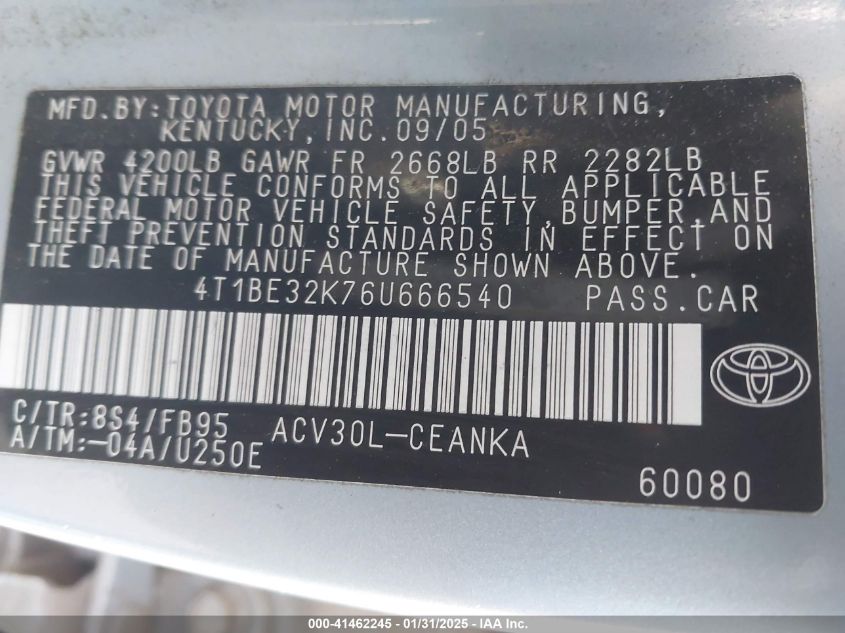 MFD.BY:TOYOTA MOTOR MANUFACTURING,
KENTUCKY,INC.09/05
GVWR 4200LB GAWR FR 2668LB RR 2282LB
THIS VEHICLE CONFORMS TO ALL APPLICABLE
FEDERAL MOTOR VEHICLE SAFETY,BUMPER,AND
THEFT PREVENTION STANDARDS IN EFFECT ON
THE DATE OF MANUFACTURE SHOWN ABOVE.
4T1BE32K76U666540 PASS.CAR
C/TR:8S4/FB95 ACV30L-CEANKA
A/TM:-04A/U250E
60080
000-41462245 - 01/31/2025 - IAA Inc.